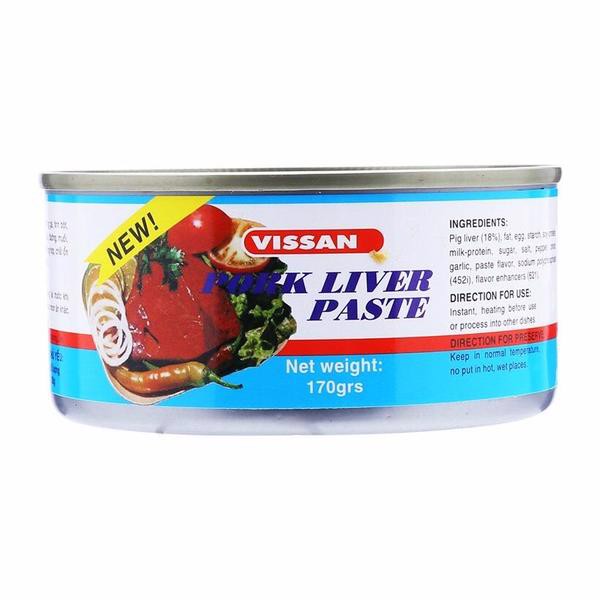 NEW!
VISSAN
PORK LIVER
PASTE
Net weight:
170grs
INGREDIENTS:
Pig liver (18%), fat, egg, starch,
milk-protein, sugar, salt, pepper,
garlic, paste flavor, sodium
(452i), flavor enhancers (621).
DIRECTION FOR USE:
Instant, heating before use
or process into other dishes
DIRECTION FOR PRESERVE
Keep in normal temperature,
no put in hot, wet places.